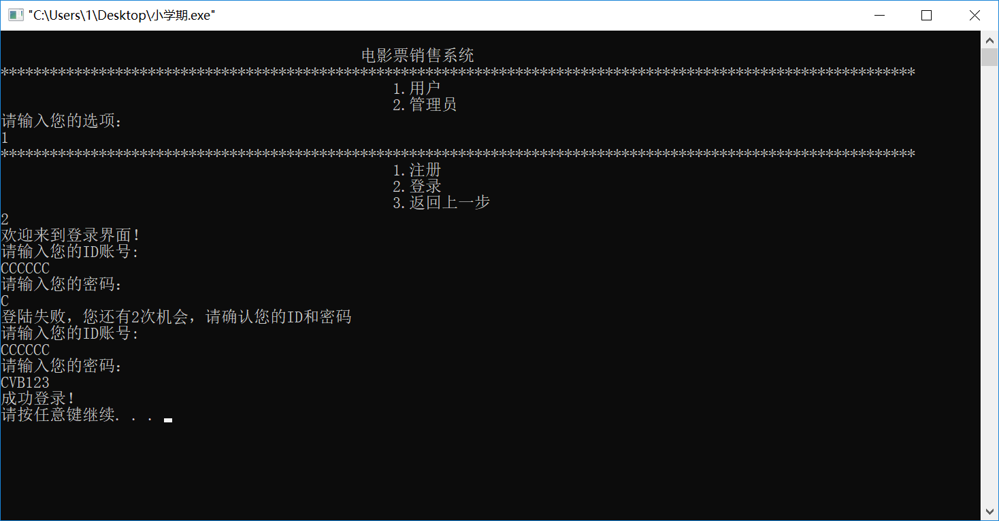 "C:\Users\1\Desktop\小学期.exe"
电影票销售系统
****************************************************************************************************************
1.用户
2.管理员
请输入您的选项:
1
****************************************************************************************************************
1.注册
2.登录
3.返回上一步
2
欢迎来到登录界面!
请输入您的ID账号:
CCCCCC
请输入您的密码:
C
登陆失败，您还有2次机会，请确认您的ID和密码
请输入您的ID账号:
CCCCCC
请输入您的密码:
CVB123
成功登录!
请按任意键继续. . .